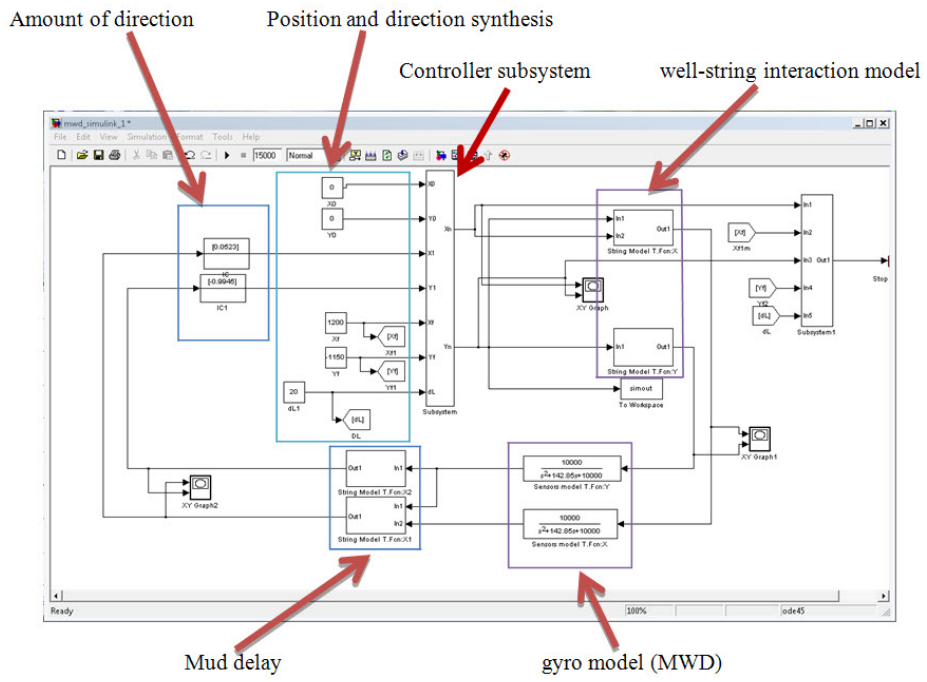 Amount of direction
Position and direction synthesis
Controller subsystem
well-string interaction model
mwd_simulink_1 *
File Edit View Simulation Format Tools Help
15000
Normal
0
X0
0
Y0
[0.0523]
IC
[-0.9946]
IC1
1200
Xf
[Xf]
Xf1
-1150
Yf
[Yf]
Yf1
20
dL1
[dL]
DL
X0
Y0
X1
Y1
Xf
Yf
dL
Xn
Yn
Subsystem
In1
In2
Out1
String Model T.Fcn:X
XY Graph
In1
Out1
String Model T.Fcn:Y
simout
To Workspace
[Xf]
Xf1m
[Yf]
Yf2
[dL]
dL
In1
In2
In3
In4
In5
Out1
Subsystem1
Stop
XY Graph1
XY Graph2
Out1
In1
String Model T.Fcn:X2
Out1
In1
In2
String Model T.Fcn:X1
10000
s²+142.85s+10000
Sensors model T.Fcn:Y
10000
s²+142.85s+10000
Sensors model T.Fcn:X
Ready
100%
ode45
Mud delay
gyro model (MWD)